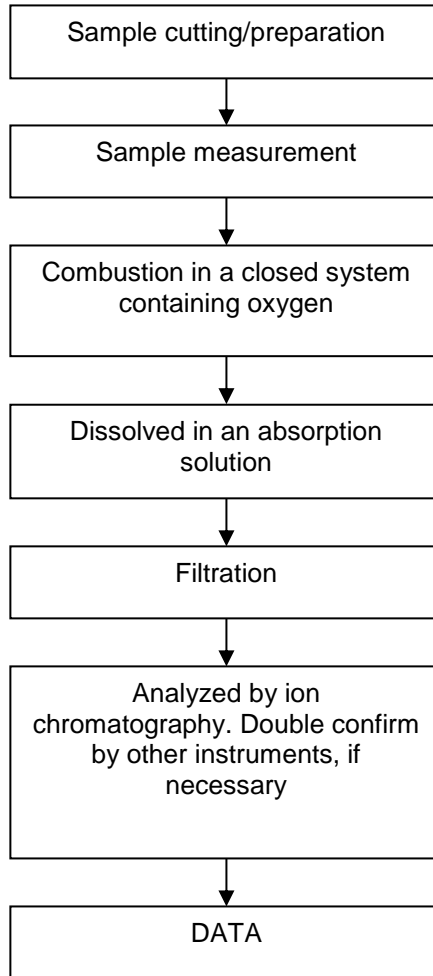 Sample cutting/preparation
Sample measurement
Combustion in a closed system
containing oxygen
Dissolved in an absorption
solution
Filtration
Analyzed by ion
chromatography. Double confirm
by other instruments, if
necessary
DATA